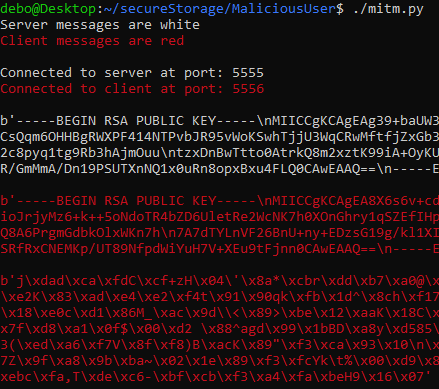 debo@Desktop:~/secureStorage/MaliciousUser$ ./mitm.py
Server messages are white
Client messages are red
Connected to server at port: 5555
Connected to client at port: 5556
b'-----BEGIN RSA PUBLIC KEY-----\nMIICCgKCAgEAg39+baUW3
CsQqm6OHHBgRWXPF414NTPvbJR95vWoKSwhTjjU3WqCRwMftfjZxGb3
2c8pyq1tg9Rb3hAjmOuu\ntzxDnBwTtto0AtrkQ8m2xztK99iA+OyKU
R/GmMmA/Dn19PSUTXnNQ1x0uRn8opxBxu4FLQ0CAwEAAQ==\n-----E
b'-----BEGIN RSA PUBLIC KEY-----\nMIICCgKCAgEA8X6s6v+cd
ioJrjyMz6+k++5oNdoTR4bZD6UletRe2WcNK7h0XOnGhry1qSZEfIHp
Q8A6PrgmGdbkOlxWKn7h\n7A7dTYLnVF26BnU+ny+EDzsG19g/kl1XI
SRfRxCNEMKp/UT89NfpdWiYuH7V+XEu9tFjnn0CAwEAAQ==\n-----E
b'j\xdad\xca\xfdC\xcf+zH\x04\'\x8a*\xcbr\xdd\xb7\xa0@\x
\xe2K\x83\xad\xe4\xe2\xf4t\x91\x90qk\xfb\x1d^\x8ch\xf17
\x18\xe0c\xd1\x86M_\xac\x9d\\<\x89>\xbe\x12\xaaK\x18C\x
x7f\xd8\xa1\x0f$\x00\xd2 \x88^agd\x99\x1bBD\xa8y\xd585\
3(\xed\xa6\xf7V\x8f\xf8)B\xacK\x89"\xf3\xca\x93\x10\n\x
7Z\x9f\xa8\x9b\xba~\x02\x1e\x89\xf3\xfcYk\t%\x00\xd9\x8
xebc\xfa,T\xde\xc6-\xbf\xcb\xf3\xa4\xfa\xbeH9\x16\x07'